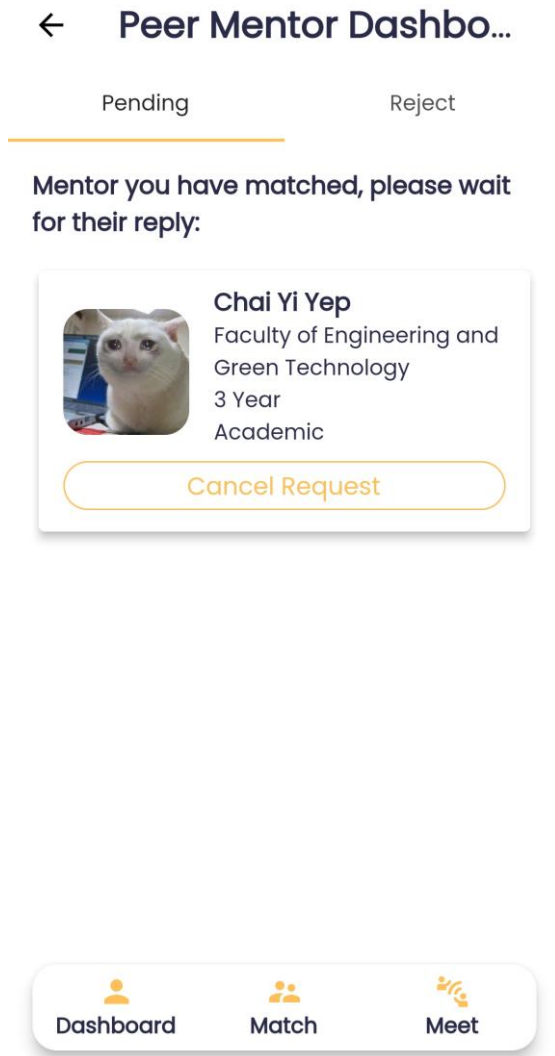 Peer Mentor Dashbo...
Pending
Reject
Mentor you have matched, please wait
for their reply:
Chai Yi Yep
Faculty of Engineering and
Green Technology
3 Year
Academic
Cancel Request
Dashboard
Match
Meet